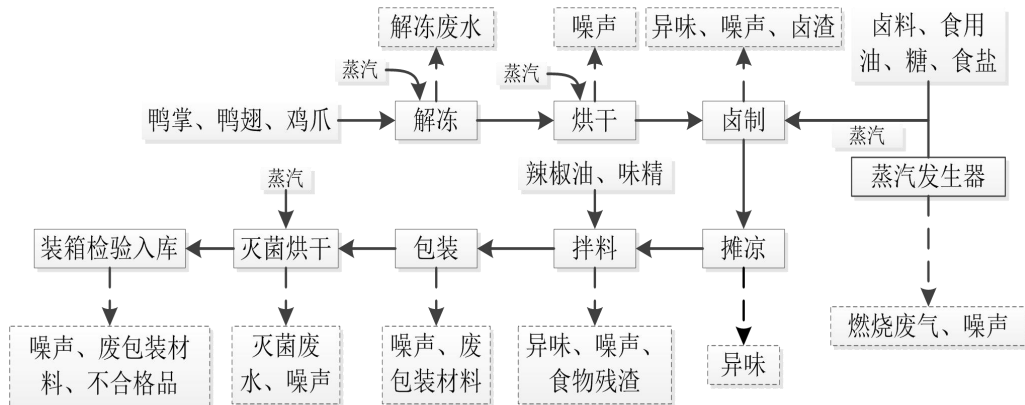 解冻废水
噪声
异味、噪声、卤渣
卤料、食用
油、糖、食盐
蒸汽
蒸汽
鸭掌、鸭翅、鸡爪
解冻
烘干
卤制
蒸汽
蒸汽发生器
蒸汽
辣椒油、味精
装箱检验入库
灭菌烘干
包装
拌料
摊凉
燃烧废气、噪声
噪声、废包装材
料、不合格品
灭菌废
水、噪声
噪声、废
包装材料
异味、噪声、
食物残渣
异味